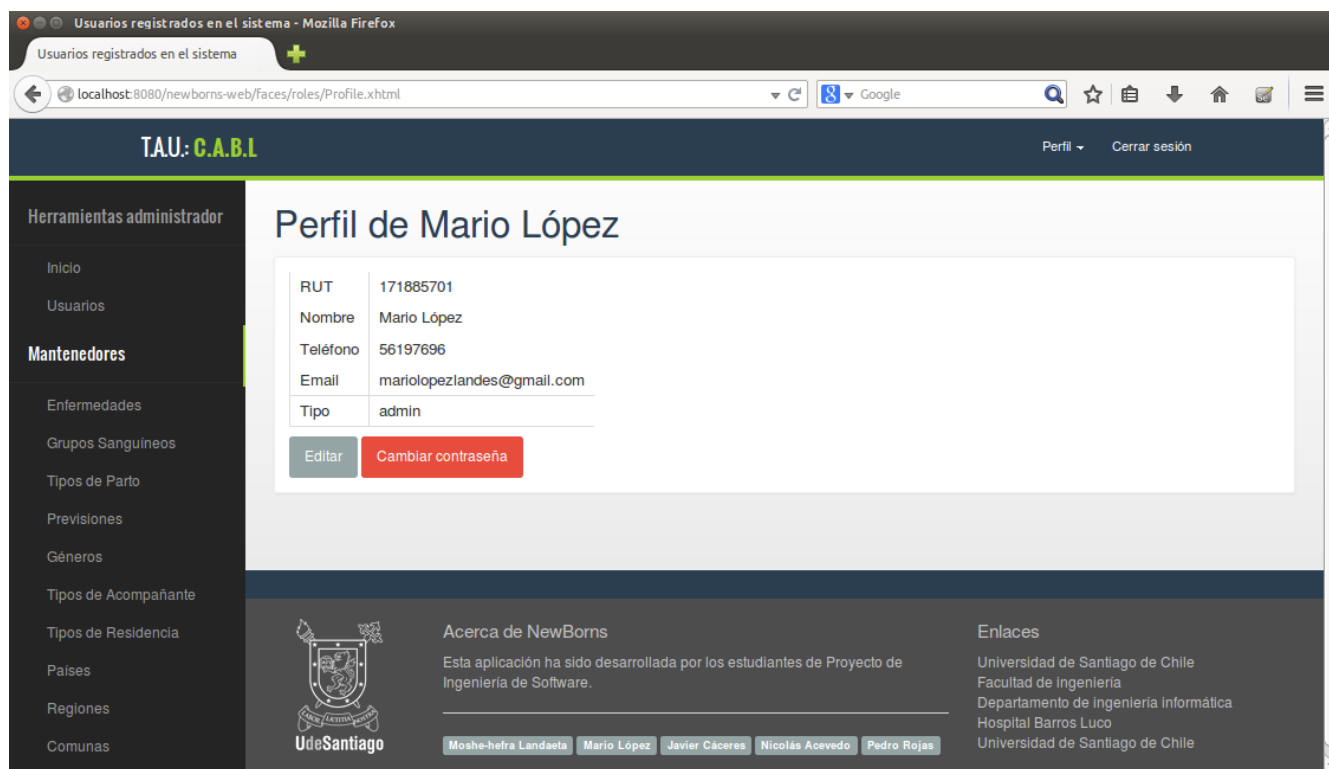 Usuarios registrados en el sistema - Mozilla Firefox
Usuarios registrados en el sistema
localhost:8080/newborns-web/faces/roles/Profile.xhtml
Google
T.A.U.: C.A.B.L
Perfil
Cerrar sesión
Herramientas administrador
Inicio
Usuarios
Mantenedores
Enfermedades
Grupos Sanguineos
Tipos de Parto
Previsiones
Géneros
Tipos de Acompañante
Tipos de Residencia
Países
Regiones
Comunas
Perfil de Mario López
RUT 171885701
Nombre Mario López
Teléfono 56197696
Email mariolopezlandes@gmail.com
Tipo admin
Editar
Cambiar contraseña
LABOR LAETITIA NOSTRA
UdeSantiago
Acerca de NewBorns
Esta aplicación ha sido desarrollada por los estudiantes de Proyecto de
Ingeniería de Software.
Moshe-hefra Landaeta Mario López Javier Cáceres Nicolás Acevedo Pedro Rojas
Enlaces
Universidad de Santiago de Chile
Facultad de ingeniería
Departamento de ingeniería informática
Hospital Barros Luco
Universidad de Santiago de Chile